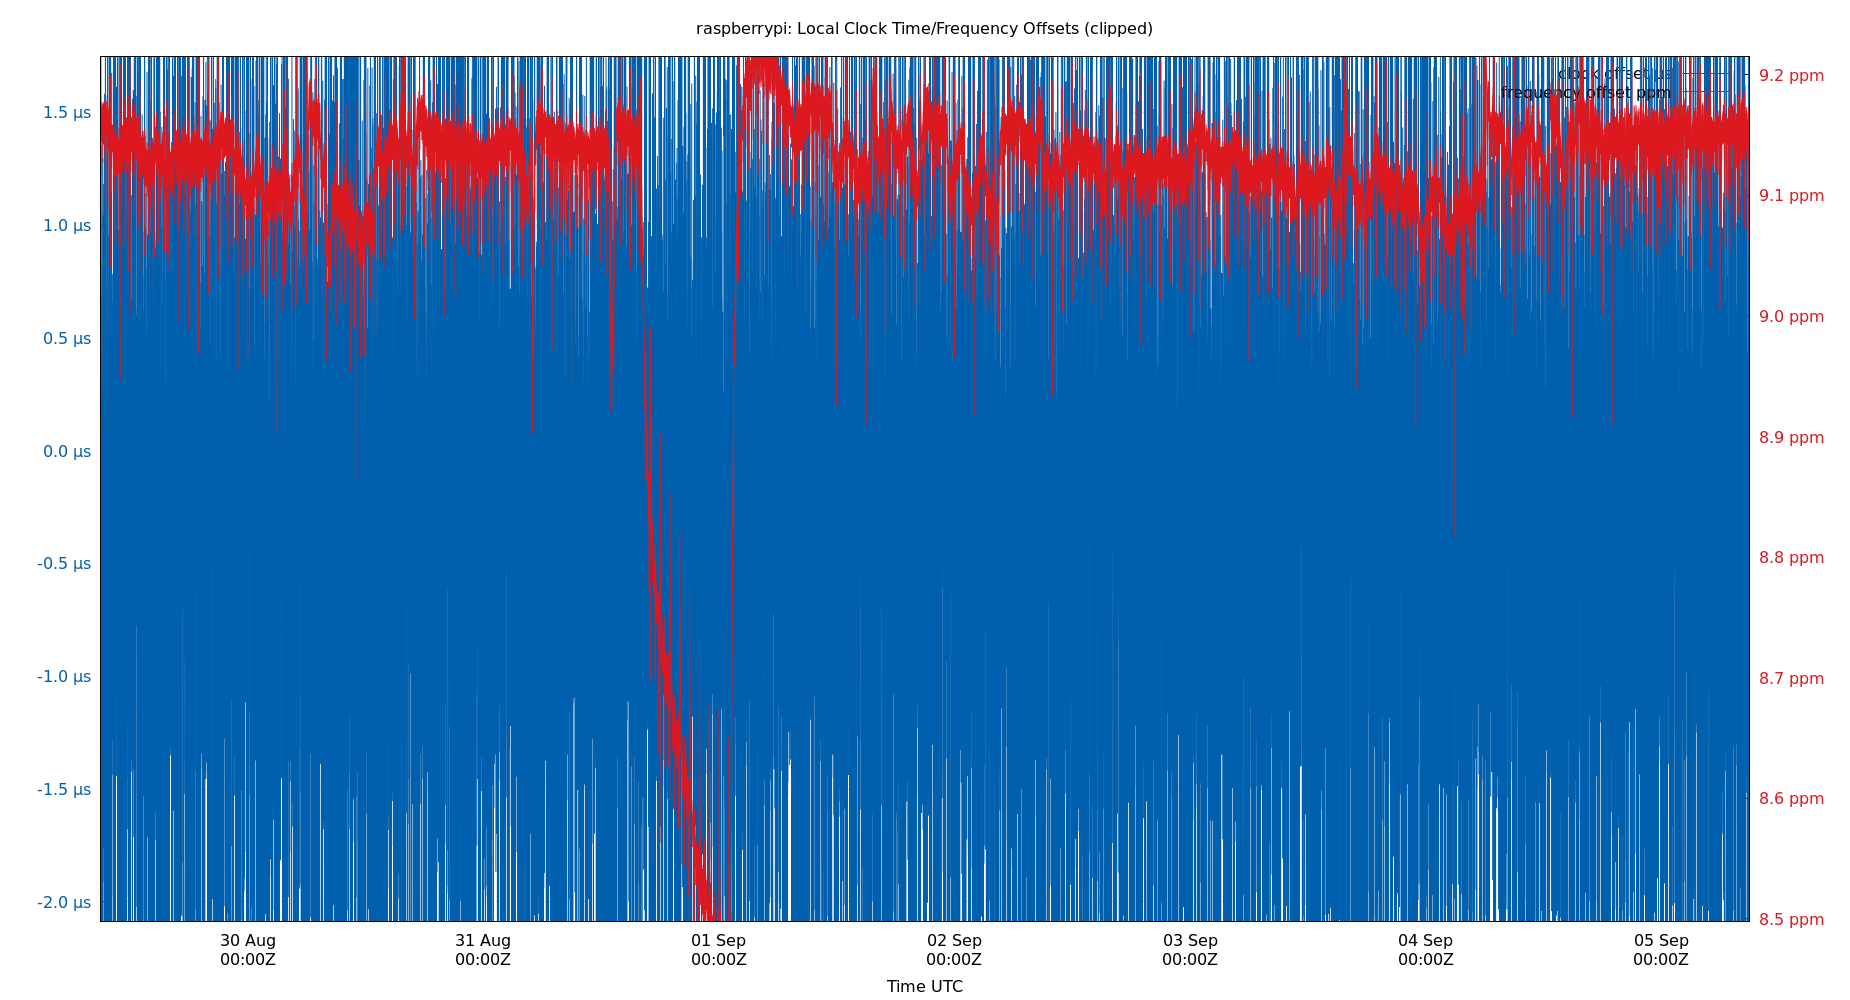 raspberrypi: Local Clock Time/Frequency Offsets (clipped)
clock offset µs
frequency offset ppm
1.5 µs
1.0 µs
0.5 µs
0.0 µs
-0.5 µs
-1.0 µs
-1.5 µs
-2.0 µs
9.2 ppm
9.1 ppm
9.0 ppm
8.9 ppm
8.8 ppm
8.7 ppm
8.6 ppm
8.5 ppm
30 Aug 31 Aug 01 Sep 02 Sep 03 Sep 04 Sep 05 Sep
00:00Z 00:00Z 00:00Z 00:00Z 00:00Z 00:00Z 00:00Z
Time UTC